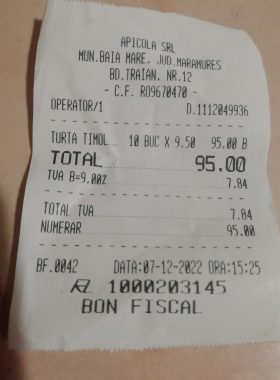 APICOLA SRL
MUN.BAIA MARE, JUD.MARAMURES
BD.TRAIAN, NR.12
- C.F. RO9670470 -
OPERATOR/1 D.1112049936
TURTA TIMOL. 10 BUC X 9.50 95.00 B
TOTAL 95.00
TVA B=9.00% 7.84
TOTAL TVA 7.84
NUMERAR 95.00
BF.0042 DATA:07-12-2022 ORA:15:25
1000203145
BON FISCAL